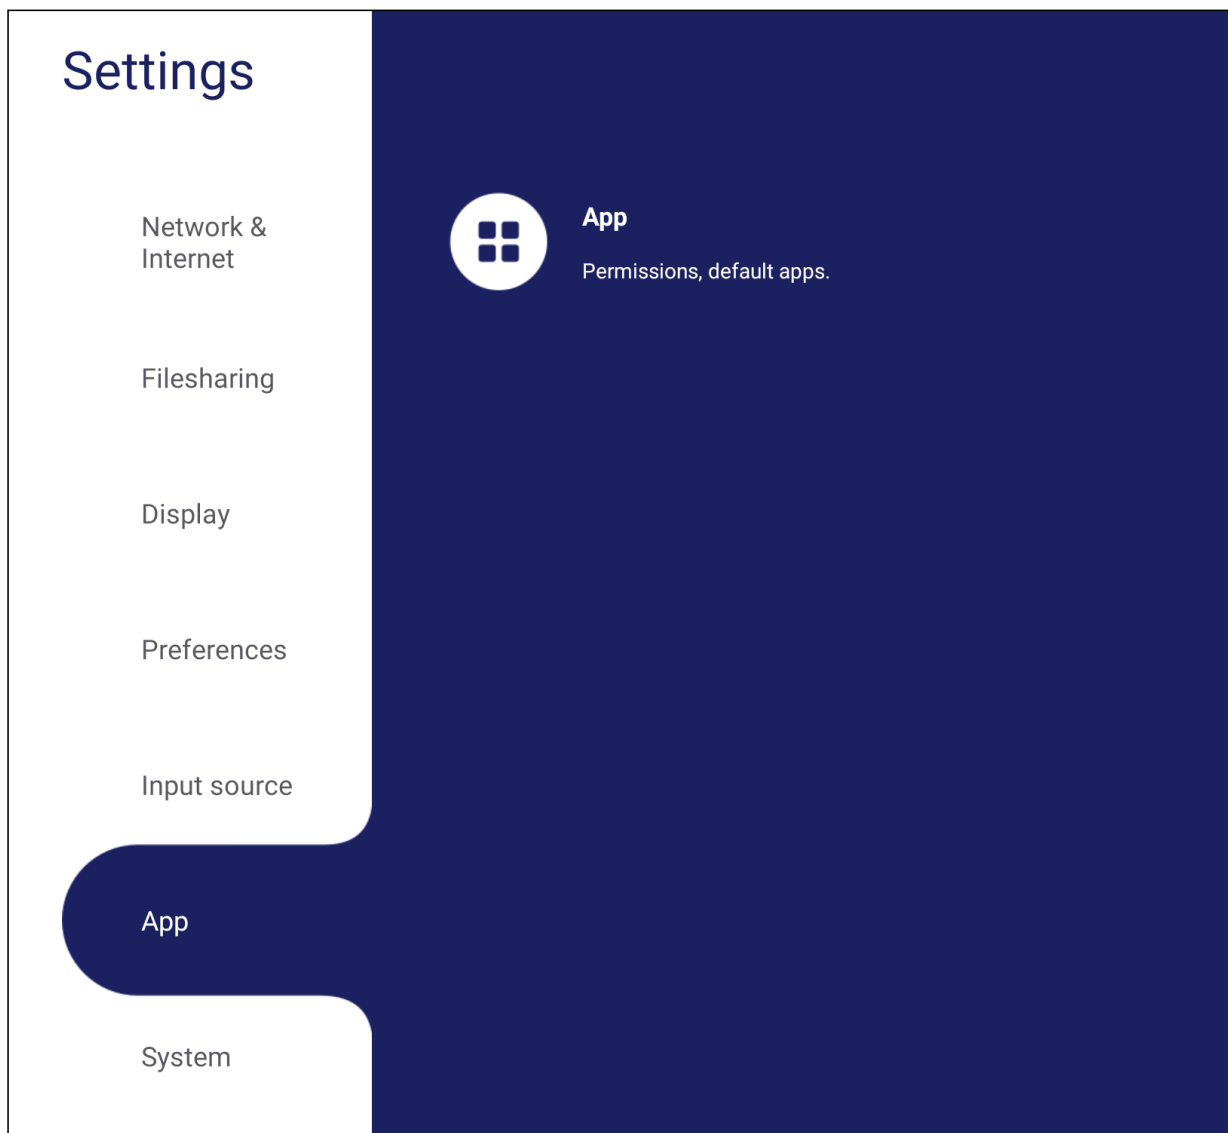 Settings
Network &
Internet
Filesharing
Display
Preferences
Input source
App
System
App
Permissions, default apps.